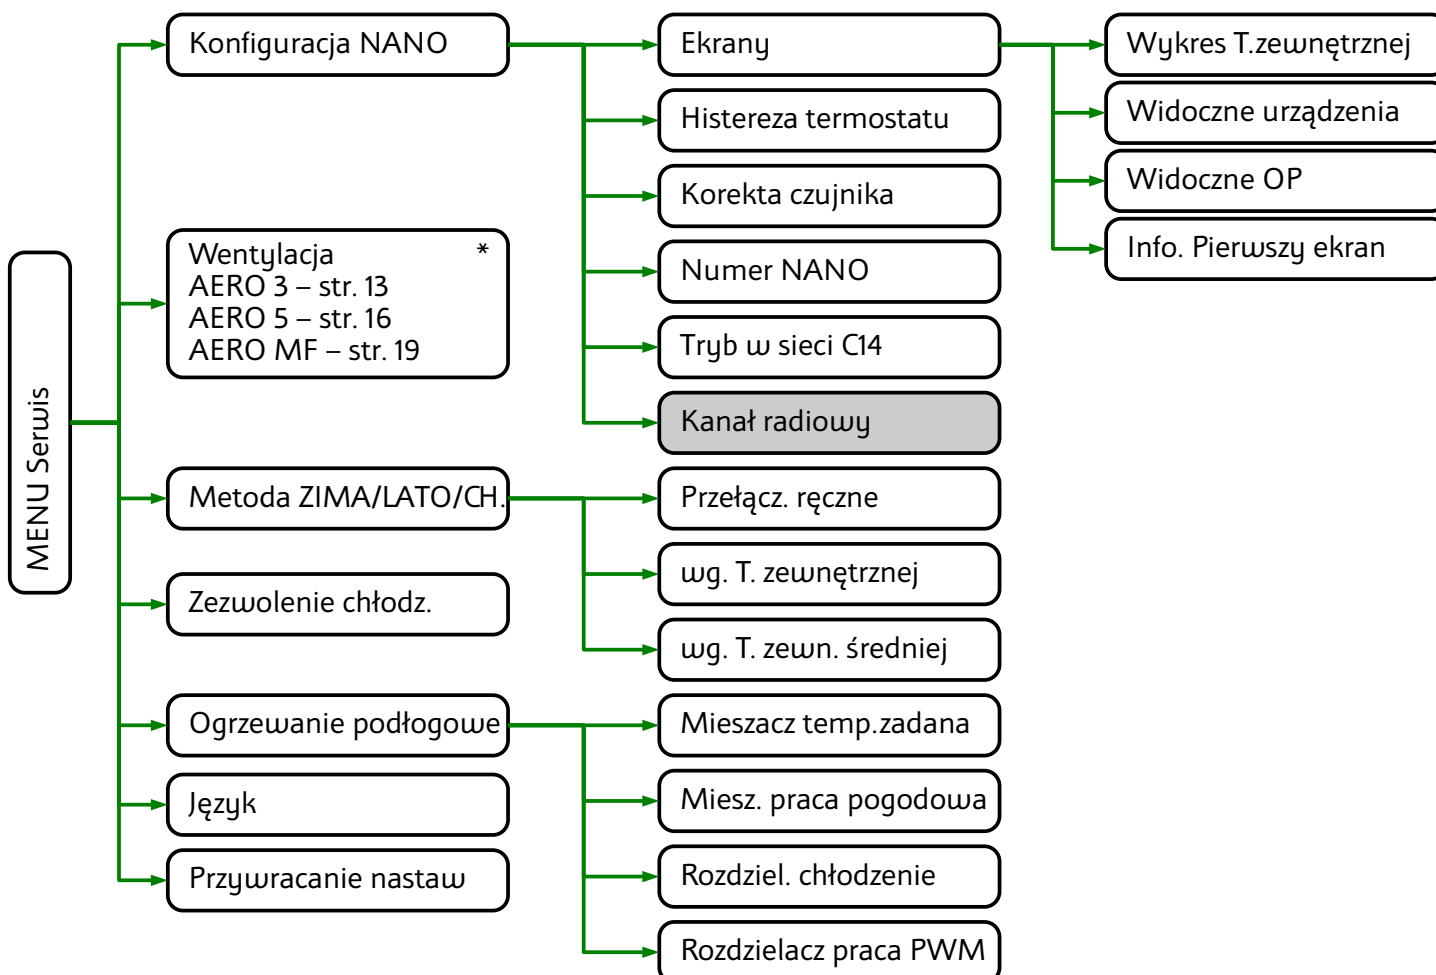 MENU Serwis
Konfiguracja NANO
Ekrany
Wykres T.zewnętrznej
Widoczne urządzenia
Widoczne OP
Info. Pierwszy ekran
Histereza termostatu
Korekta czujnika
Numer NANO
Tryb w sieci C14
Kanał radiowy
Wentylacja *
AERO 3 – str. 13
AERO 5 – str. 16
AERO MF – str. 19
Metoda ZIMA/LATO/CH.
Przełącz. ręczne
wg. T. zewnętrznej
wg. T. zewn. średniej
Zezwolenie chłodz.
Ogrzewanie podłogowe
Mieszacz temp.zadana
Miesz. praca pogodowa
Rozdziel. chłodzenie
Rozdzielacz praca PWM
Język
Przywracanie nastaw